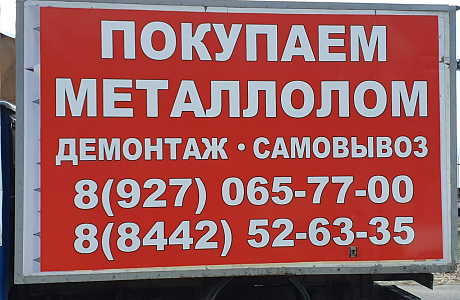 ПОКУПАЕМ
МЕТАЛЛОЛОМ
ДЕМОНТАЖ • САМОВЫВОЗ
8(927) 065-77-00
8(8442) 52-63-35